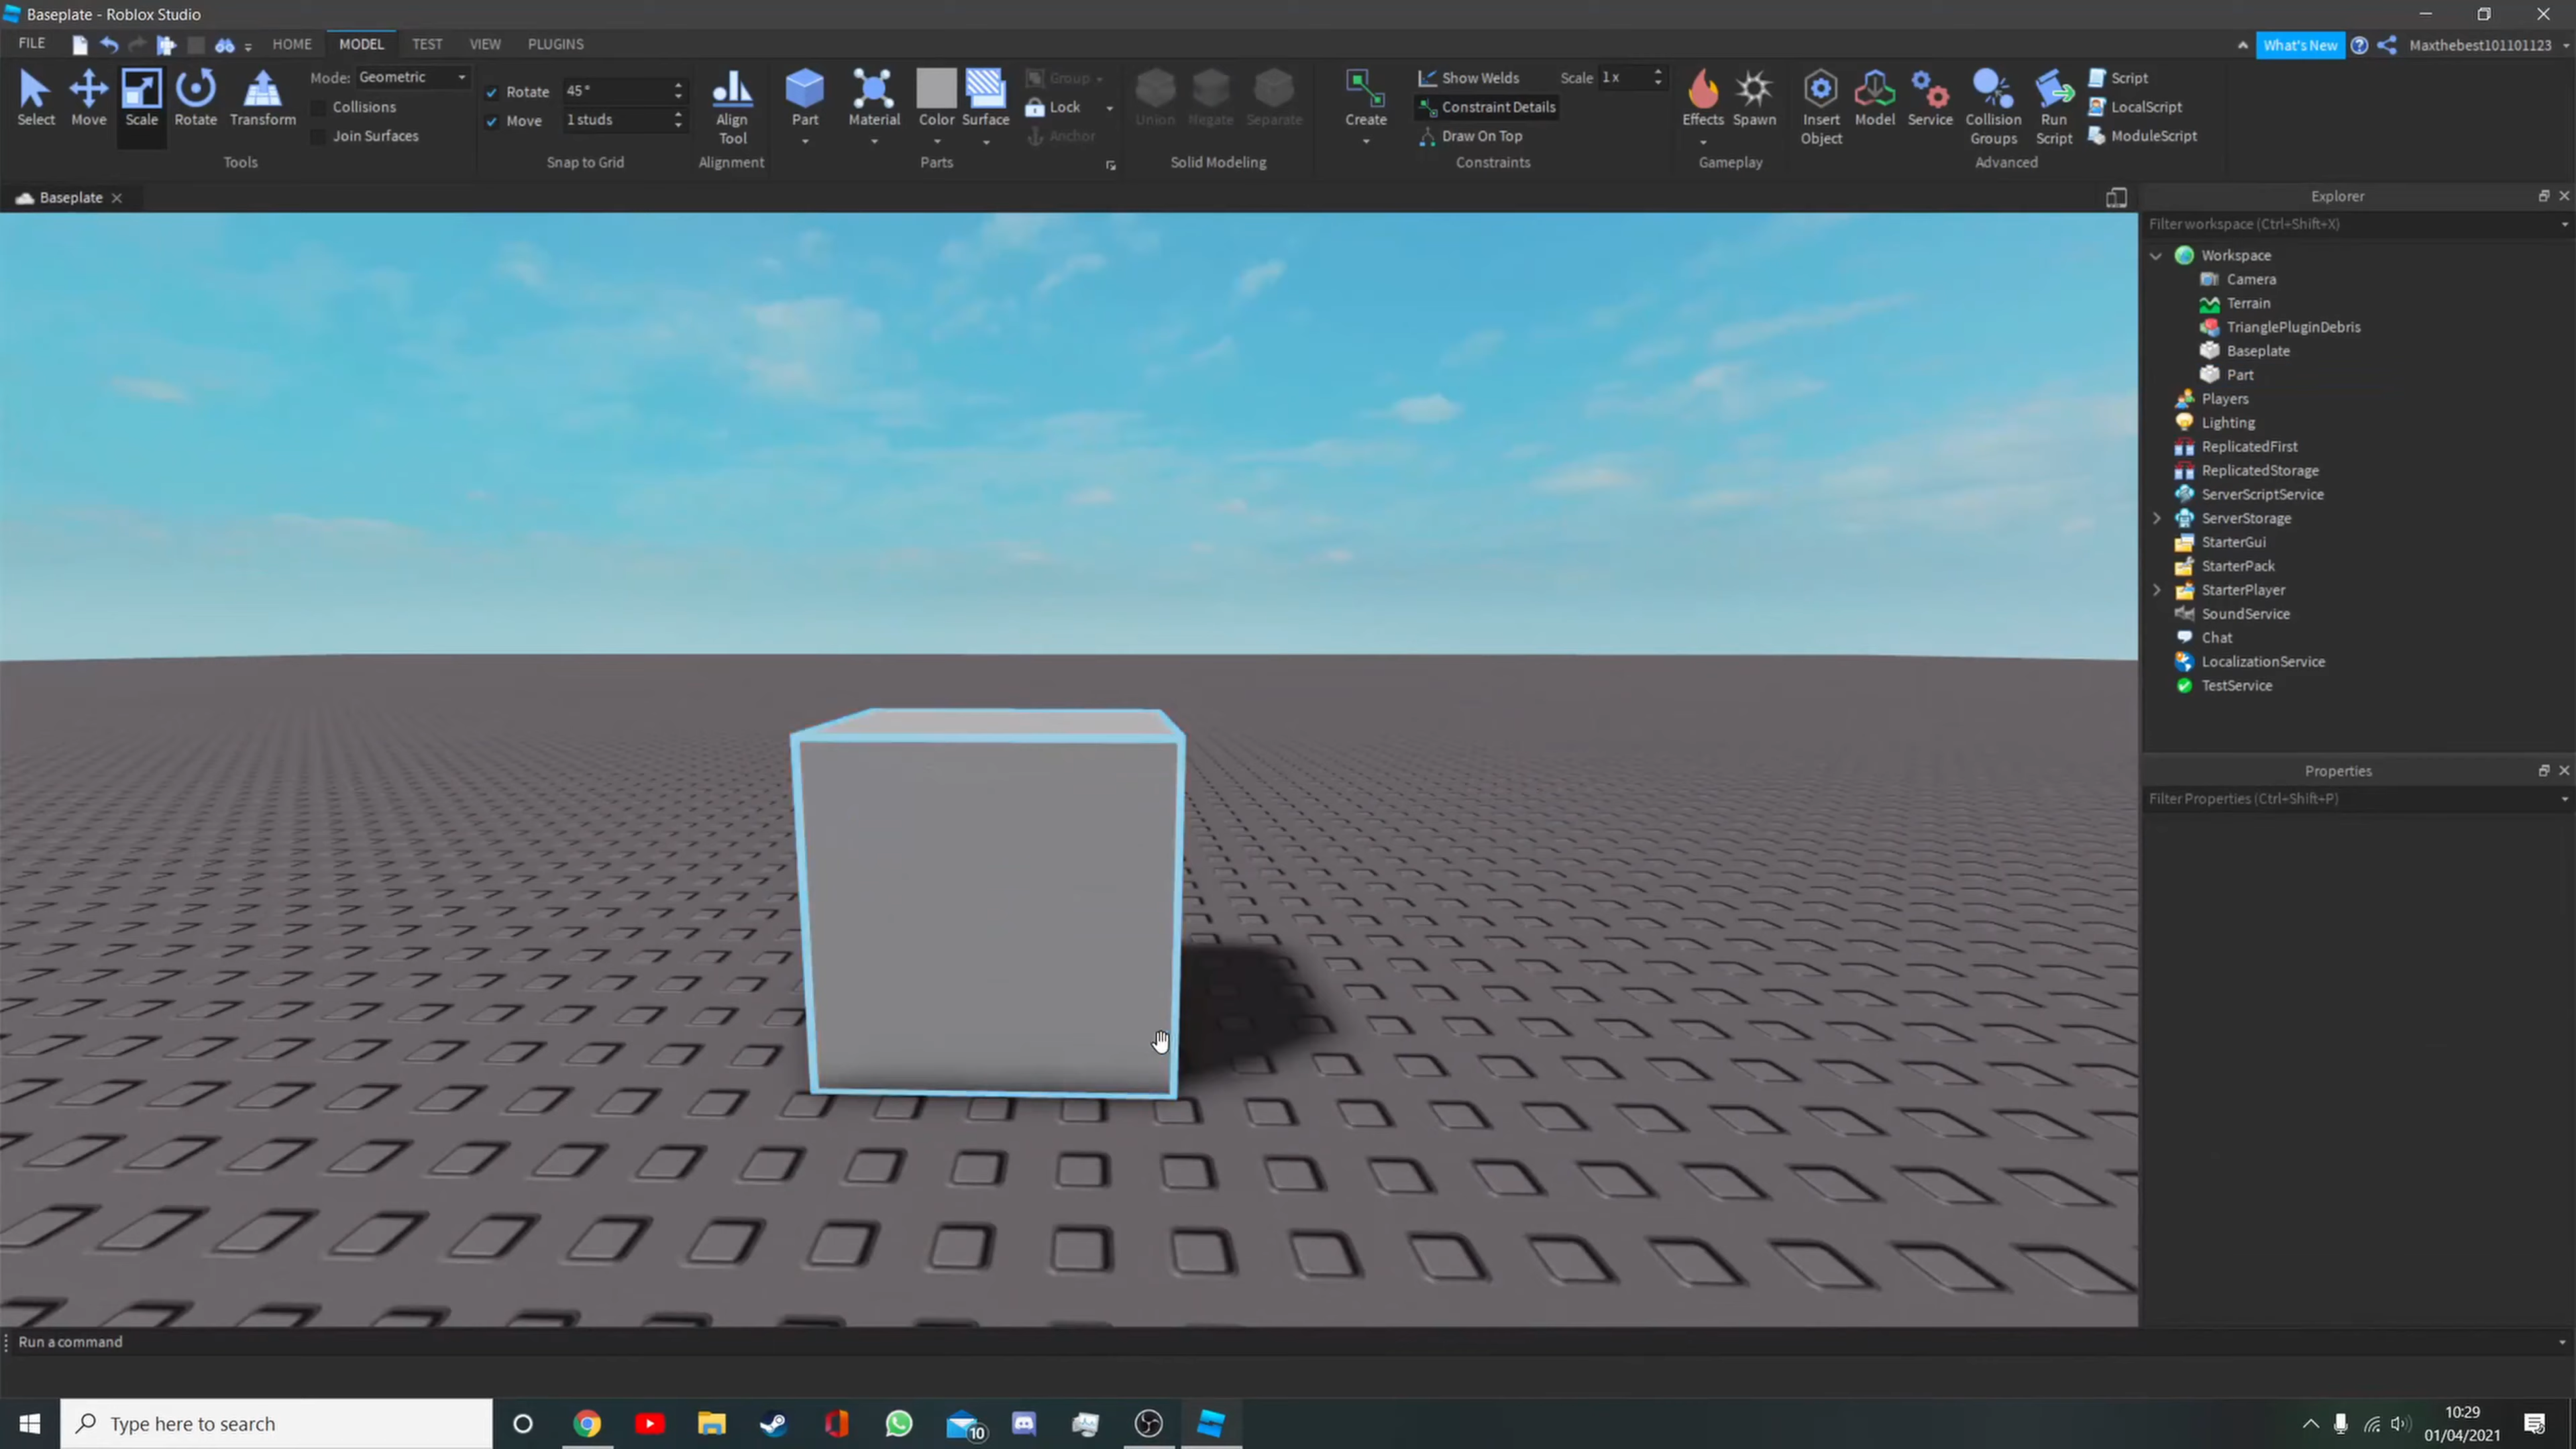 Baseplate - Roblox Studio
FILE HOME MODEL TEST VIEW PLUGINS What's New Maxthebest101101123
Select Move Scale Rotate Transform
Mode: Geometric
Collisions
Join Surfaces
Tools
Rotate 45°
Move 1 studs
Snap to Grid
Align Tool
Alignment
Part Material Color Surface
Group
Lock
Anchor
Parts
Union Negate Separate
Solid Modeling
Create
Show Welds Scale 1 x
Constraint Details
Draw On Top
Constraints
Effects Spawn
Gameplay
Insert Object Model Service Collision Groups Run Script
Script
LocalScript
ModuleScript
Advanced
Baseplate
Explorer
Filter workspace (Ctrl+Shift+X)
Workspace
Camera
Terrain
TrianglePluginDebris
Baseplate
Part
Players
Lighting
ReplicatedFirst
ReplicatedStorage
ServerScriptService
ServerStorage
StarterGui
StarterPack
StarterPlayer
SoundService
Chat
LocalizationService
TestService
Properties
Filter Properties (Ctrl+Shift+P)
Run a command
Type here to search
10
10:29
01/04/2021